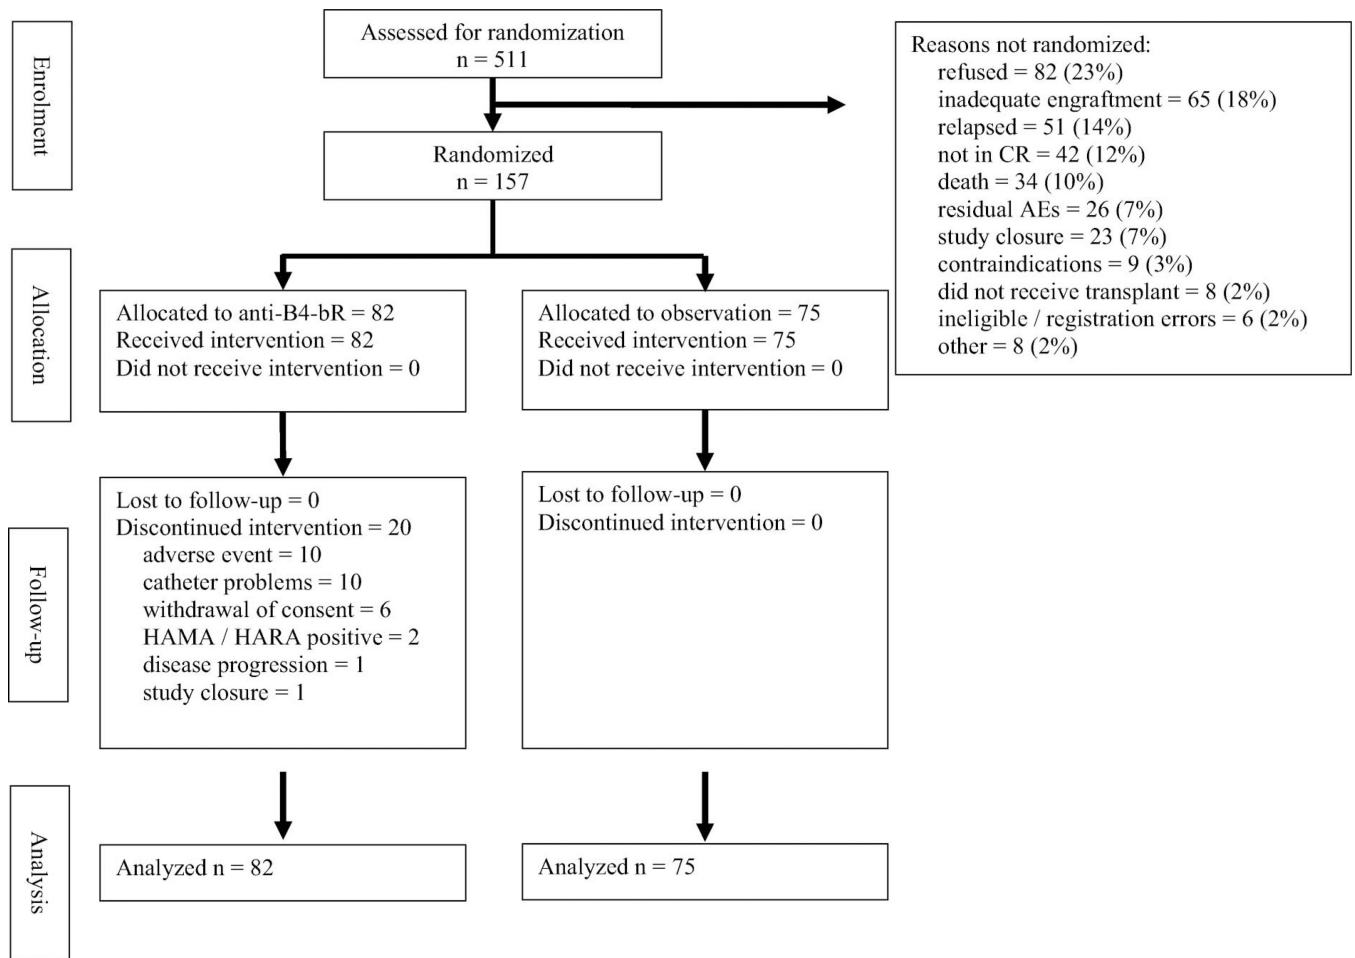 Enrolment
Assessed for randomization
n = 511
Randomized
n = 157
Reasons not randomized:
refused = 82 (23%)
inadequate engraftment = 65 (18%)
relapsed = 51 (14%)
not in CR = 42 (12%)
death = 34 (10%)
residual AEs = 26 (7%)
study closure = 23 (7%)
contraindications = 9 (3%)
did not receive transplant = 8 (2%)
ineligible / registration errors = 6 (2%)
other = 8 (2%)
Allocation
Allocated to anti-B4-bR = 82
Received intervention = 82
Did not receive intervention = 0
Allocated to observation = 75
Received intervention = 75
Did not receive intervention = 0
Follow-up
Lost to follow-up = 0
Discontinued intervention = 20
adverse event = 10
catheter problems = 10
withdrawal of consent = 6
HAMA / HARA positive = 2
disease progression = 1
study closure = 1
Lost to follow-up = 0
Discontinued intervention = 0
Analysis
Analyzed n = 82
Analyzed n = 75